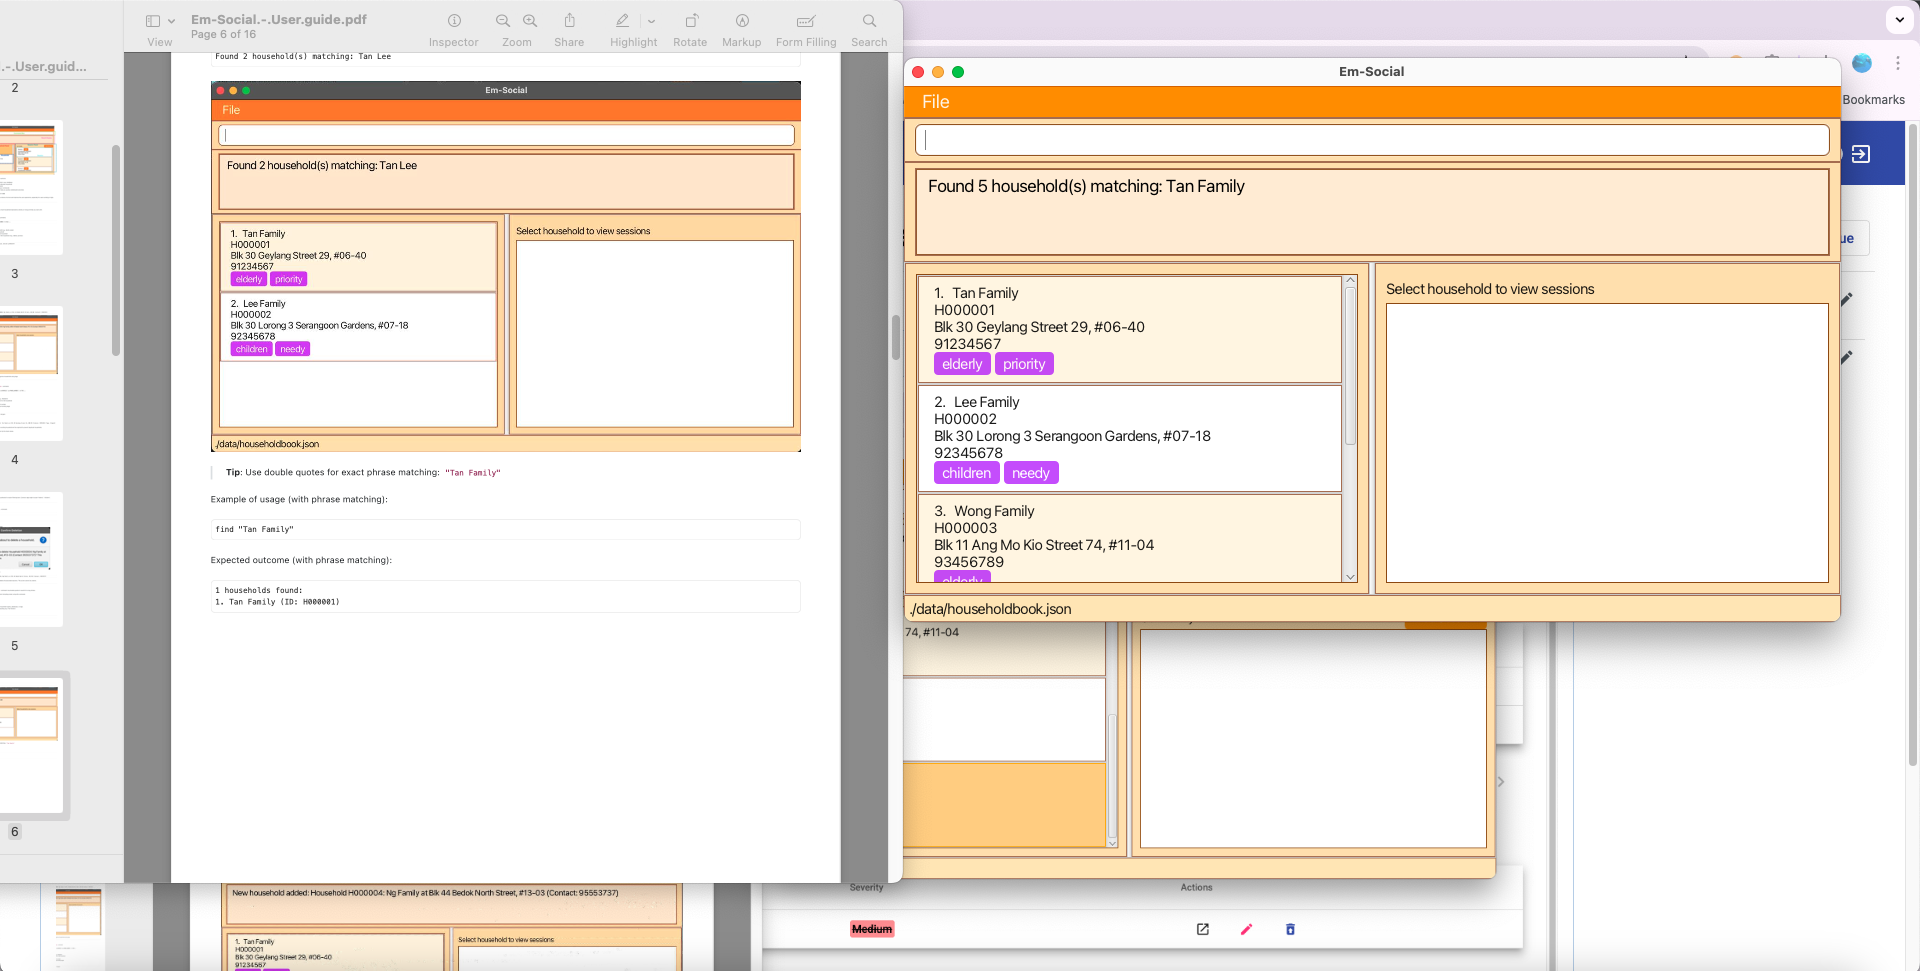 Em-Social.-.User.guide.pdf
Page 6 of 16
View
Inspector
Zoom
Share
Highlight
Rotate
Markup
Form Filling
Search
.-.User.guid...
2
3
4
5
6
Found 2 household(s) matching: Tan Lee
Em-Social
File
Found 2 household(s) matching: Tan Lee
1. Tan Family
H000001
Blk 30 Geylang Street 29, #06-40
91234567
elderly priority
2. Lee Family
H000002
Blk 30 Lorong 3 Serangoon Gardens, #07-18
92345678
children needy
Select household to view sessions
./data/householdbook.json
Tip: Use double quotes for exact phrase matching: "Tan Family"
Example of usage (with phrase matching):
find "Tan Family"
Expected outcome (with phrase matching):
1 households found:
1. Tan Family (ID: H000001)
Em-Social
File
Found 5 household(s) matching: Tan Family
1. Tan Family
H000001
Blk 30 Geylang Street 29, #06-40
91234567
elderly priority
2. Lee Family
H000002
Blk 30 Lorong 3 Serangoon Gardens, #07-18
92345678
children needy
3. Wong Family
H000003
Blk 11 Ang Mo Kio Street 74, #11-04
93456789
elderly
Select household to view sessions
./data/householdbook.json
Bookmarks
ue
74, #11-04
New household added: Household H000004: Ng Family at Blk 44 Bedok North Street, #13-03 (Contact: 95553737)
1. Tan Family
H000001
Blk 30 Geylang Street 29, #06-40
91234567
Select household to view sessions
Severity
Actions
Medium